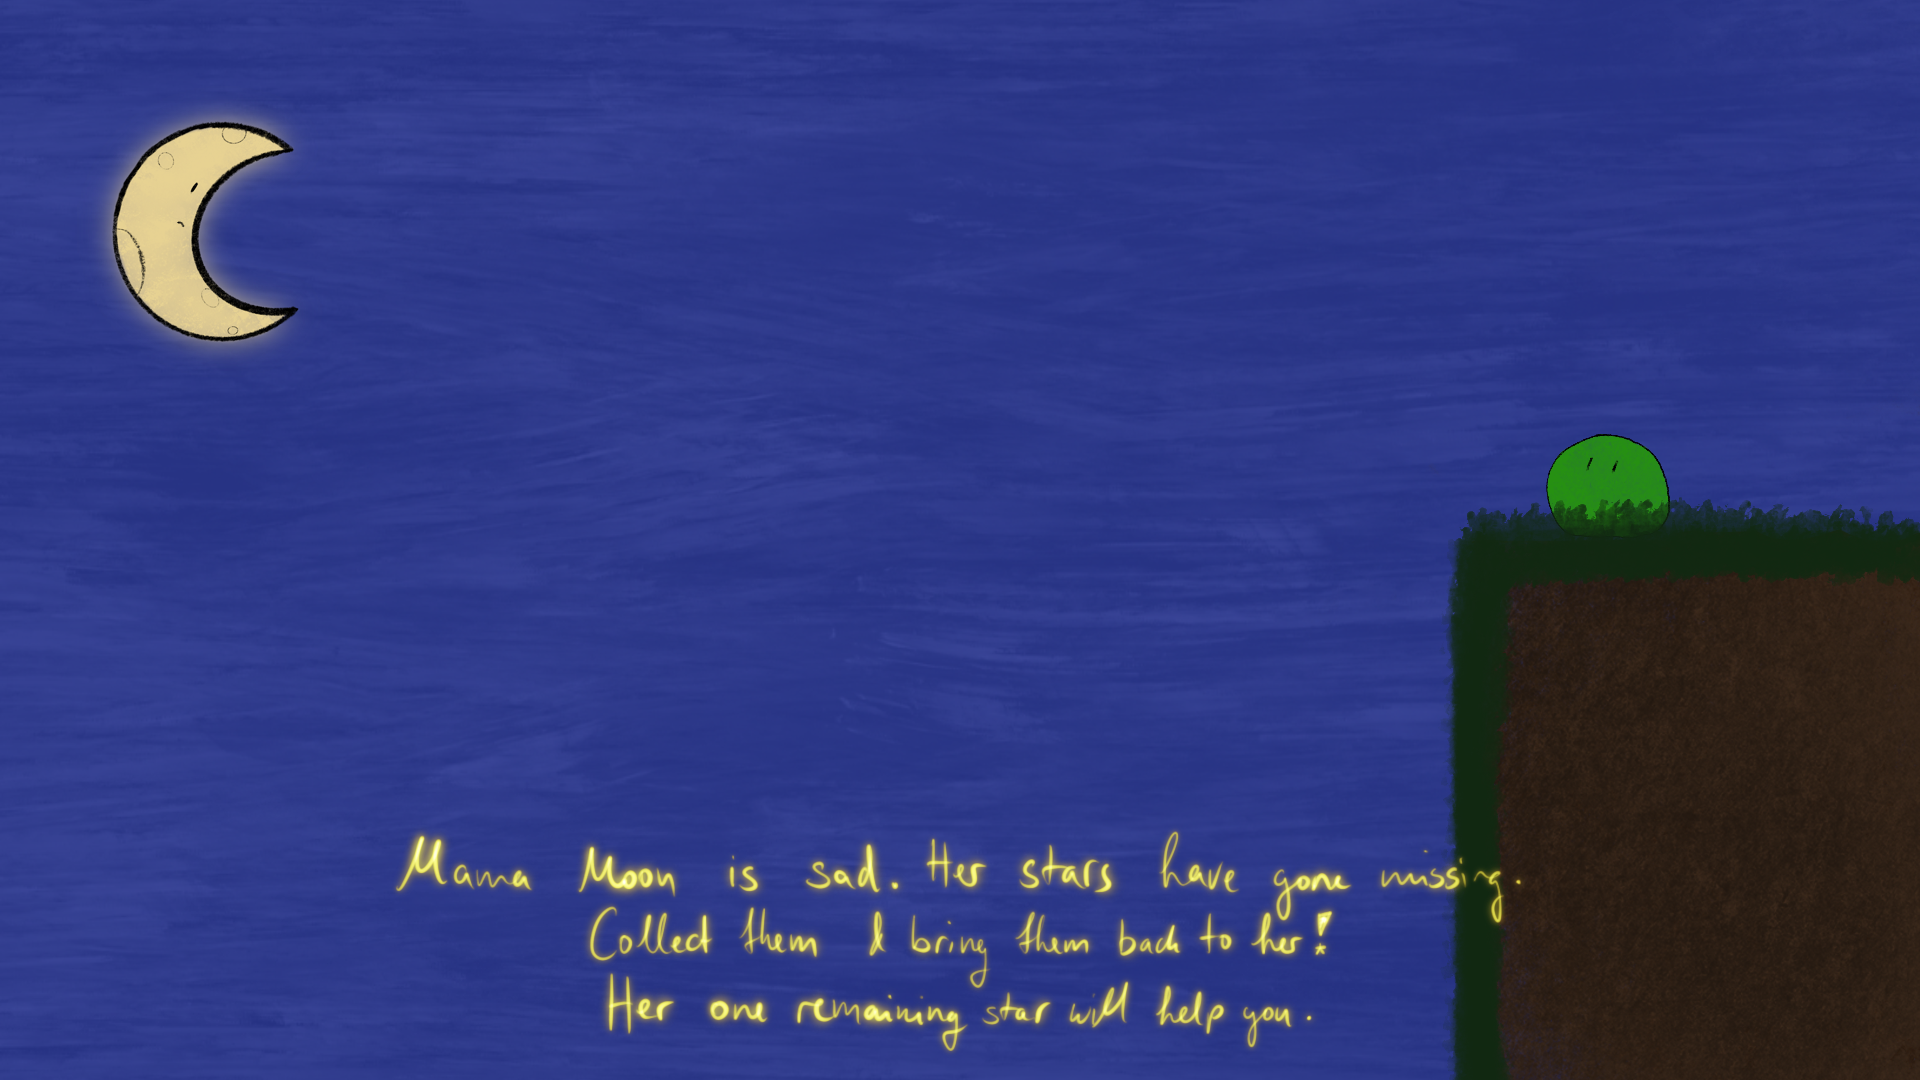 Mama Moon is sad. Her stars have gone missing.
Collect them & bring them back to her!
Her one remaining star will help you.